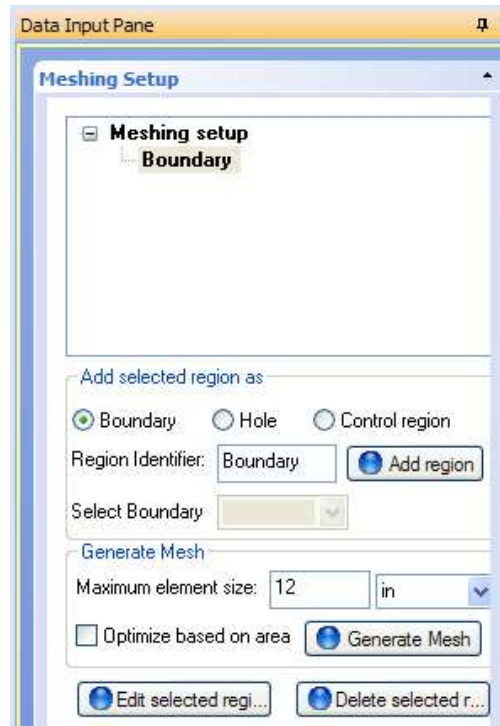 Data Input Pane
Meshing Setup
Meshing setup
Boundary
Add selected region as
Boundary Hole Control region
Region Identifier: Boundary Add region
Select Boundary
Generate Mesh
Maximum element size: 12 in
Optimize based on area Generate Mesh
Edit selected regi... Delete selected r...